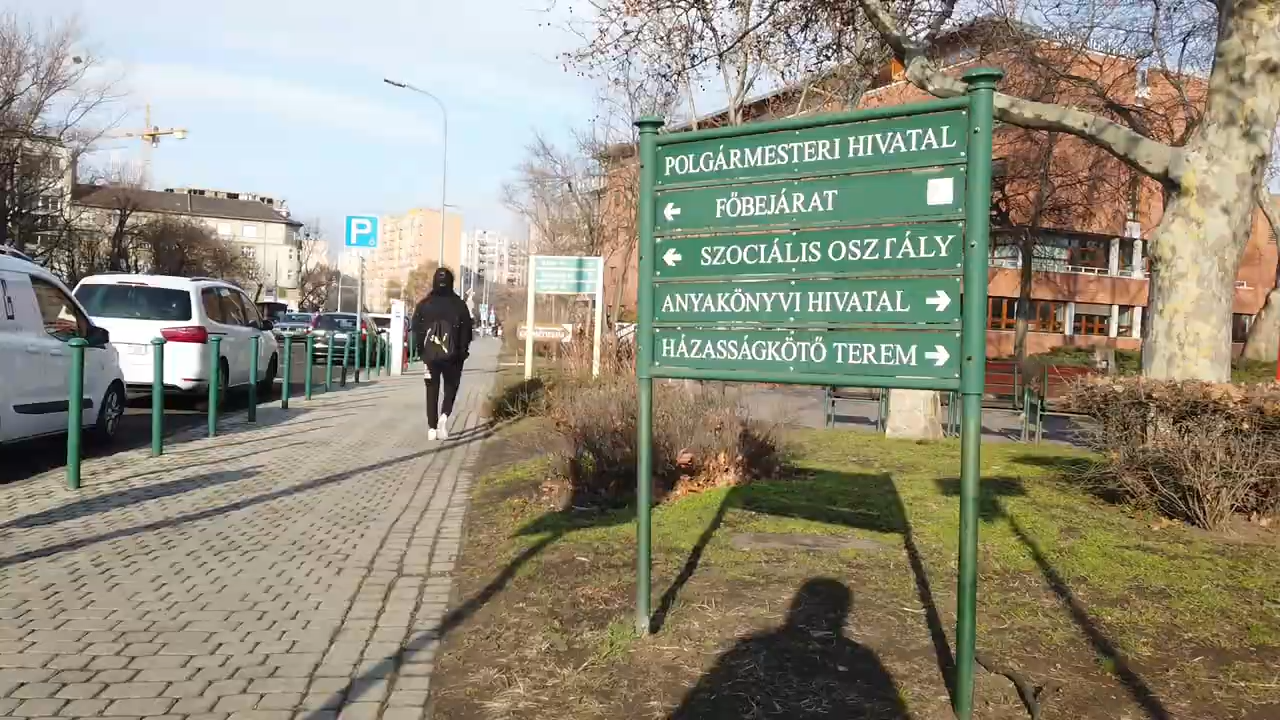 POLGÁRMESTERI HIVATAL
FŐBEJÁRAT
SZOCIÁLIS OSZTÁLY
ANYAKÖNYVI HIVATAL
HÁZASSÁGKÖTŐ TEREM
P